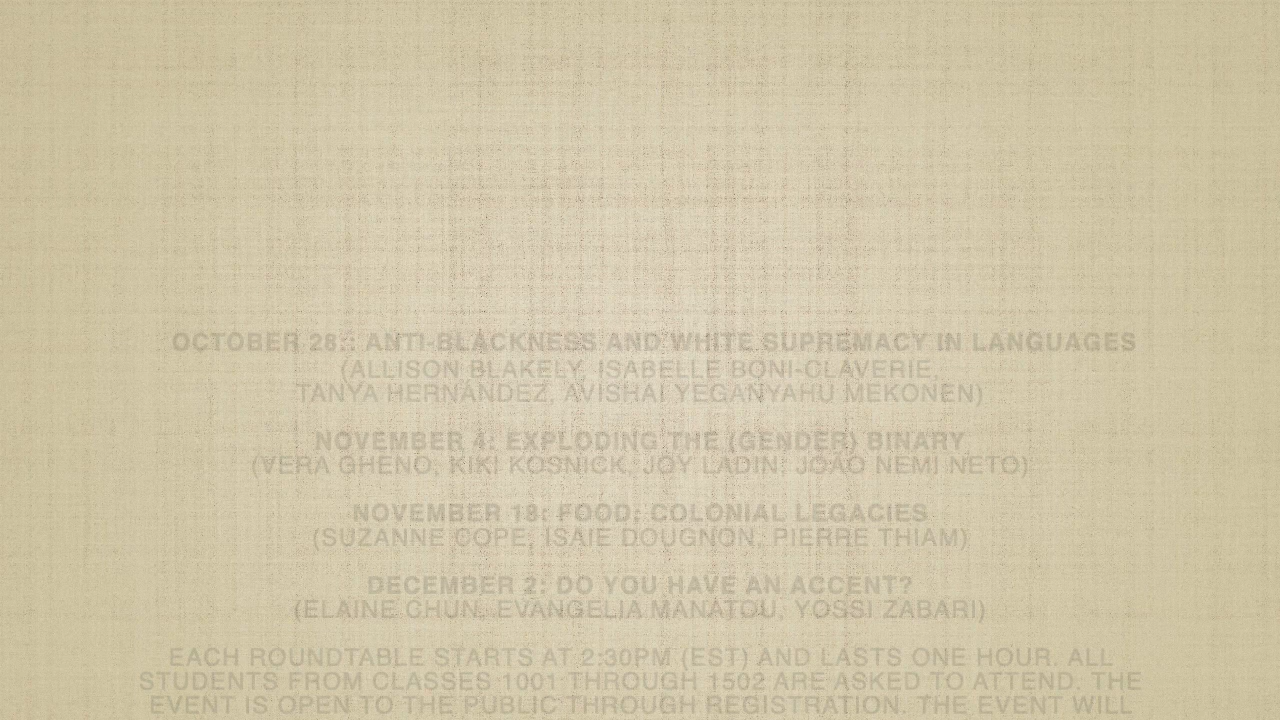 OCTOBER 28:: ANTI-BLACKNESS AND WHITE SUPREMACY IN LANGUAGES
(ALLISON BLAKELY, ISABELLE BONI-CLAVERIE,
TANYA HERNÁNDEZ, AVISHAI YEGANYAHU MEKONEN)
NOVEMBER 4: EXPLODING THE (GENDER) BINARY
(VERA GHENO, KIKI KOSNICK, JOY LADIN, JOÃO NEMI NETO)
NOVEMBER 18: FOOD: COLONIAL LEGACIES
(SUZANNE COPE, ISAIE DOUGNON, PIERRE THIAM)
DECEMBER 2: DO YOU HAVE AN ACCENT?
(ELAINE CHUN, EVANGELIA MANATOU, YOSSI ZABARI)
EACH ROUNDTABLE STARTS AT 2:30PM (EST) AND LASTS ONE HOUR. ALL
STUDENTS FROM CLASSES 1001 THROUGH 1502 ARE ASKED TO ATTEND. THE
EVENT IS OPEN TO THE PUBLIC THROUGH REGISTRATION. THE EVENT WILL